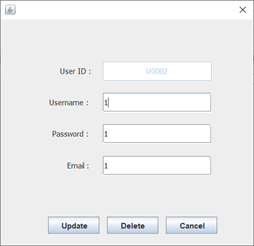 User ID : U0002
Username : 1
Password : 1
Email : 1
Update Delete Cancel